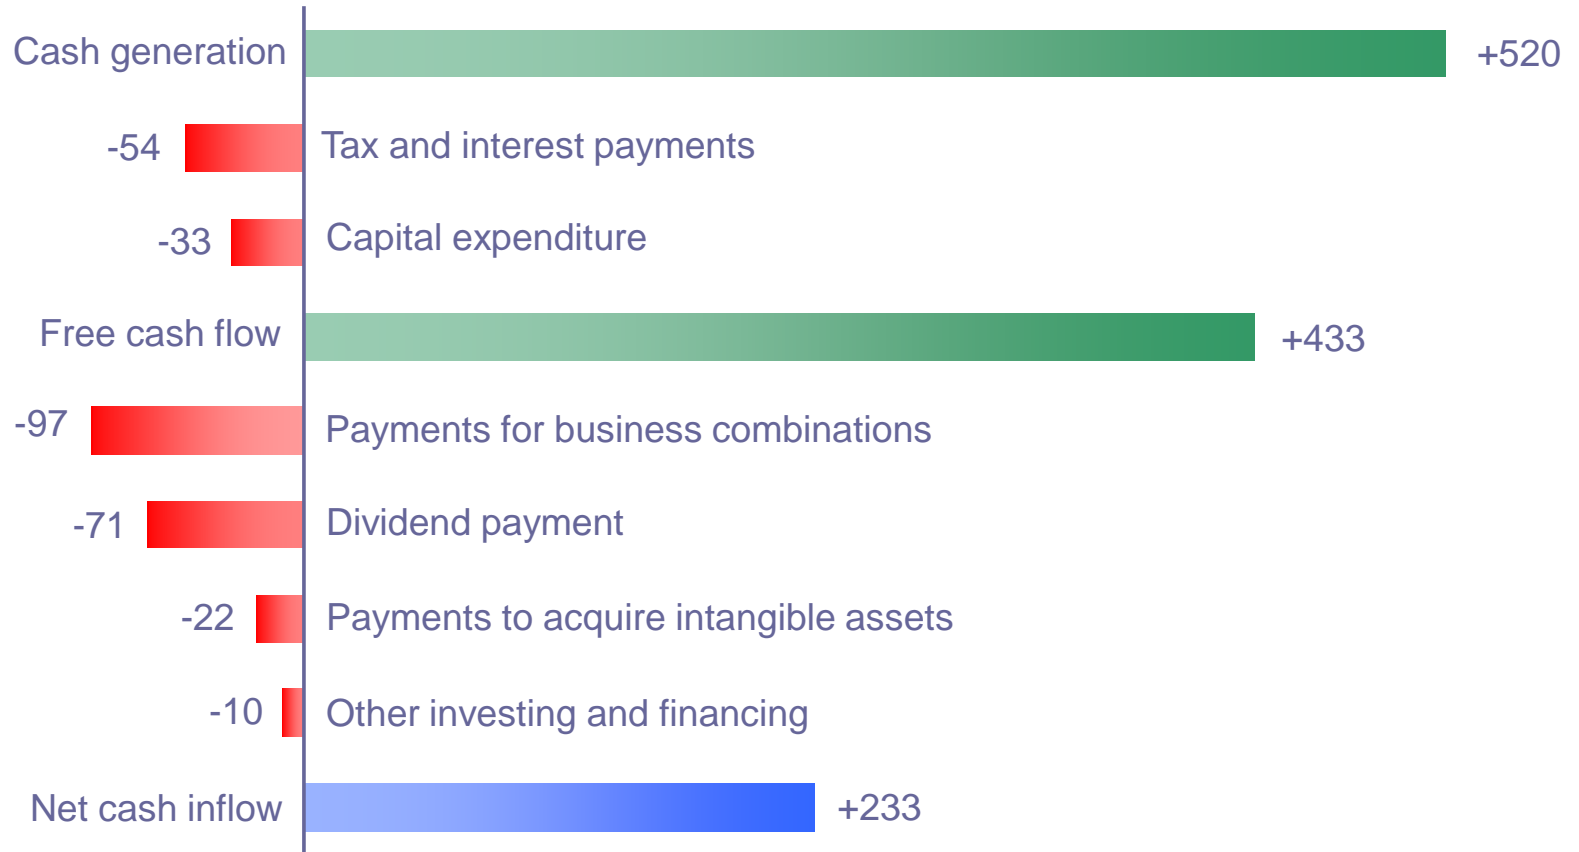 Cash generation +520
-54 Tax and interest payments
-33 Capital expenditure
Free cash flow +433
-97 Payments for business combinations
-71 Dividend payment
-22 Payments to acquire intangible assets
-10 Other investing and financing
Net cash inflow +233